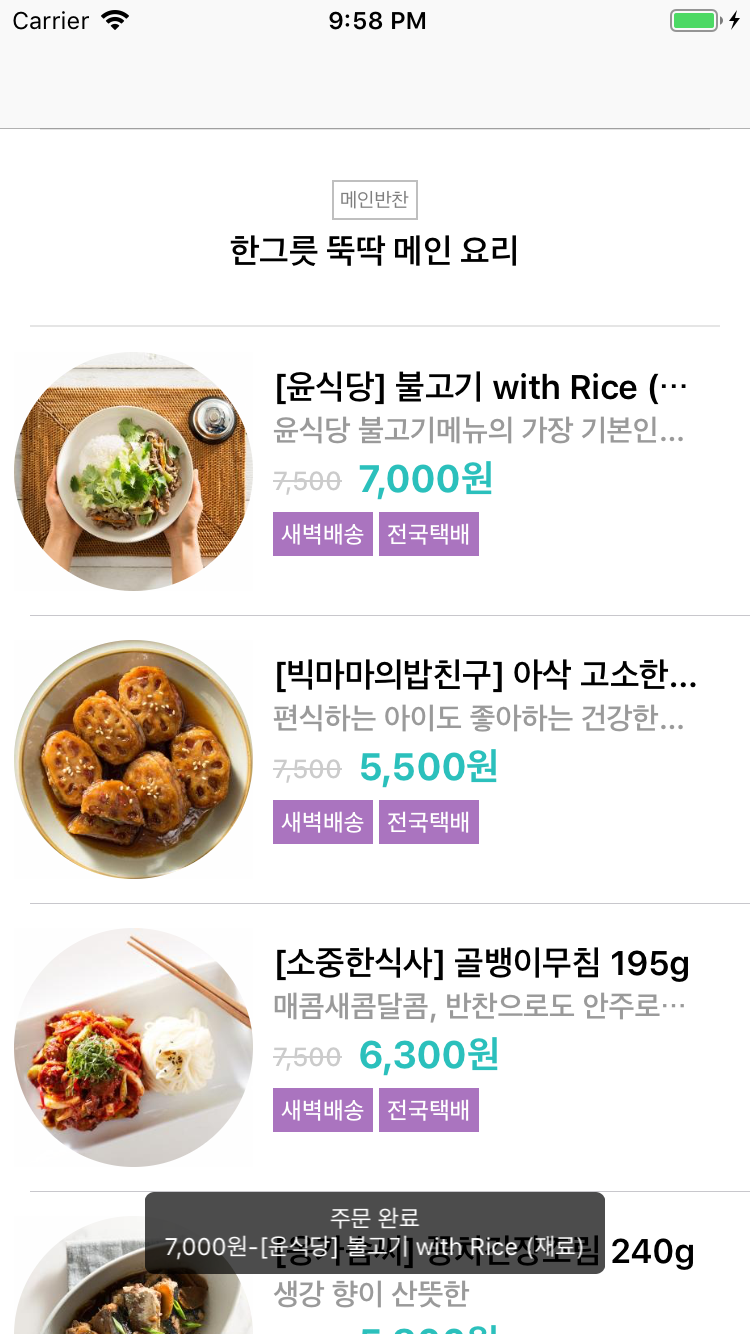 Carrier 9:58 PM
메인반찬
한그릇 뚝딱 메인 요리
[윤식당] 불고기 with Rice (…
윤식당 불고기메뉴의 가장 기본인...
7,500 7,000원
새벽배송 전국택배
[빅마마의밥친구] 아삭 고소한...
편식하는 아이도 좋아하는 건강한...
7,500 5,500원
새벽배송 전국택배
[소중한식사] 골뱅이무침 195g
매콤새콤달콤, 반찬으로도 안주로…
7,500 6,300원
새벽배송 전국택배
주문 완료
7,000원-[윤식당] 불고기 with Rice (재료)
240g
생강 향이 산뜻한